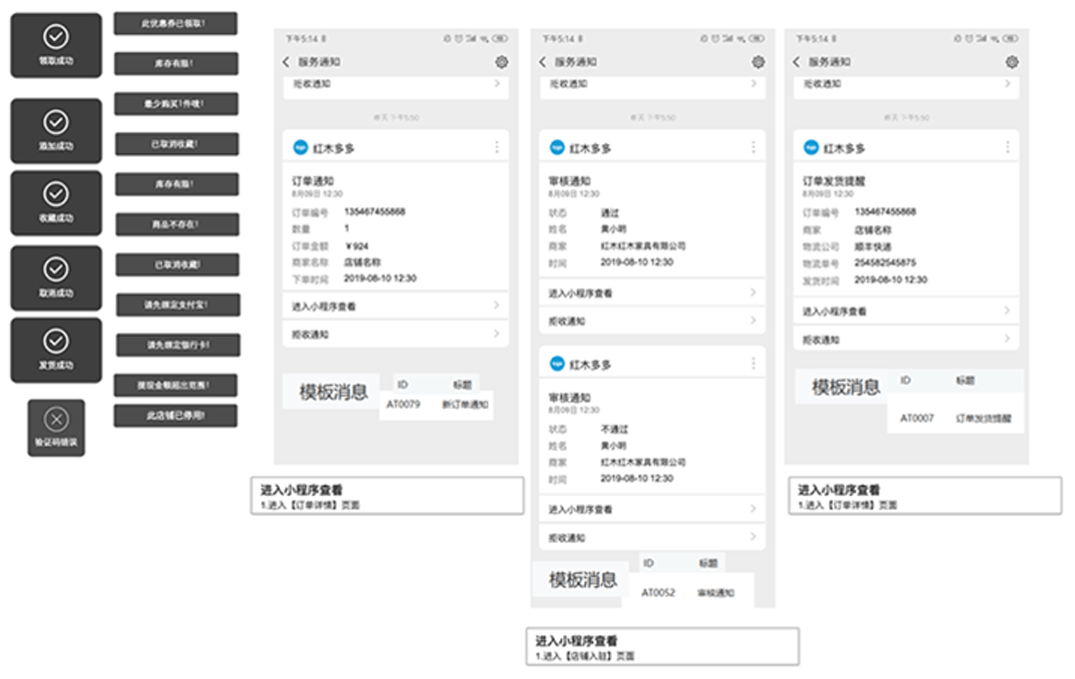 领取成功
添加成功
收藏成功
取消成功
发货成功
验证码错误
此优惠券已领取!
库存有限!
最少购买1件哦!
已取消收藏!
库存有限!
商品不存在!
已取消收藏!
请先绑定支付宝!
请先绑定银行卡!
提现金额超出范围!
此店铺已停用!
下午5:14
服务通知
拒收通知
昨天 下午5:50
红木多多
订单通知
8月09日 12:30
订单编号 135467455868
数量 1
订单金额 ￥924
商家名称 店铺名称
下单时间 2019-08-10 12:30
进入小程序查看
拒收通知
模板消息
ID 标题
AT0079 新订单通知
进入小程序查看
1.进入【订单详情】页面
下午5:14
服务通知
拒收通知
昨天 下午5:50
红木多多
审核通知
8月09日 12:30
状态 通过
姓名 黄小明
商家 红木红木家具有限公司
时间 2019-08-10 12:30
进入小程序查看
拒收通知
红木多多
审核通知
8月09日 12:30
状态 不通过
姓名 黄小明
商家 红木红木家具有限公司
时间 2019-08-10 12:30
进入小程序查看
拒收通知
模板消息
ID 标题
AT0052 审核通知
进入小程序查看
1.进入【店铺入驻】页面
下午5:14
服务通知
拒收通知
昨天 下午5:50
红木多多
订单发货提醒
8月09日 12:30
订单编号 135467455868
商家 店铺名称
物流公司 顺丰快递
物流单号 254582545875
发货时间 2019-08-10 12:30
进入小程序查看
拒收通知
模板消息
ID 标题
AT0007 订单发货提醒
进入小程序查看
1.进入【订单详情】页面